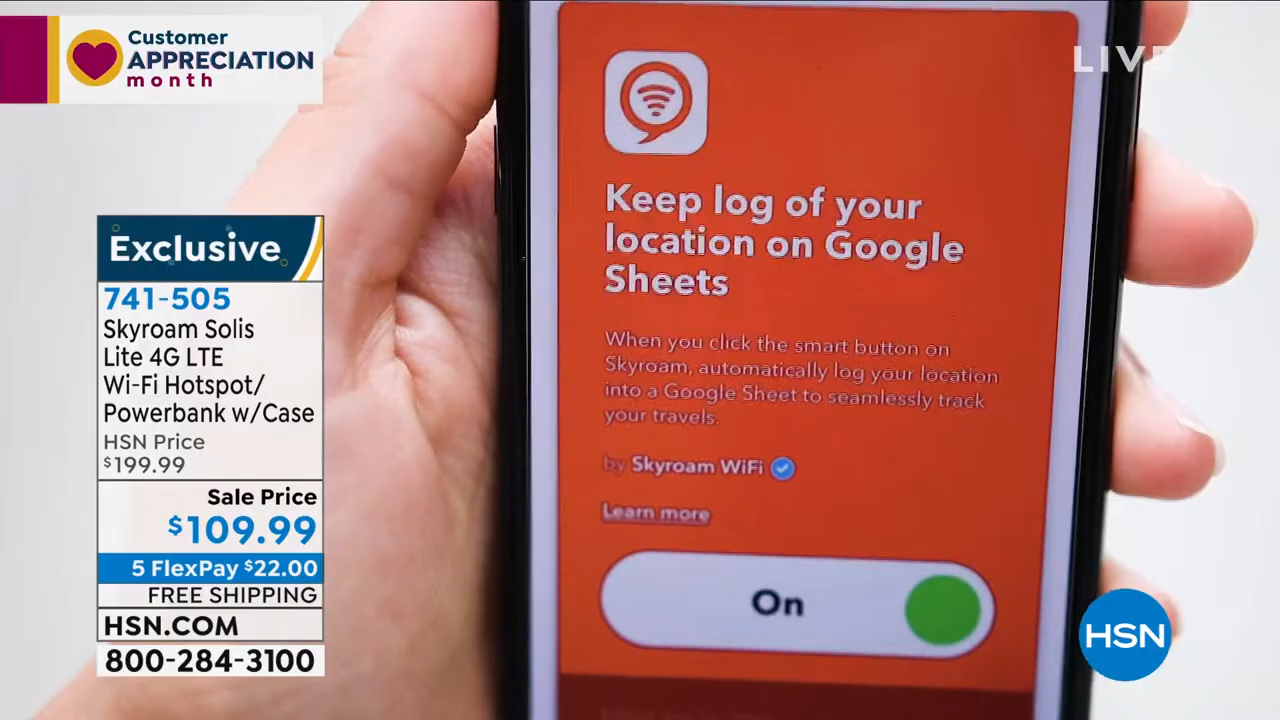 Customer
APPRECIATION
month
LIVE
Exclusive
741-505
Skyroam Solis
Lite 4G LTE
Wi-Fi Hotspot/
Powerbank w/Case
HSN Price
$199.99
Sale Price
$109.99
5 FlexPay $22.00
FREE SHIPPING
HSN.COM
800-284-3100
Keep log of your
location on Google
Sheets
When you click the smart button on
Skyroam, automatically log your location
into a Google Sheet to seamlessly track
your travels.
by Skyroam WiFi
Learn more
On
HSN